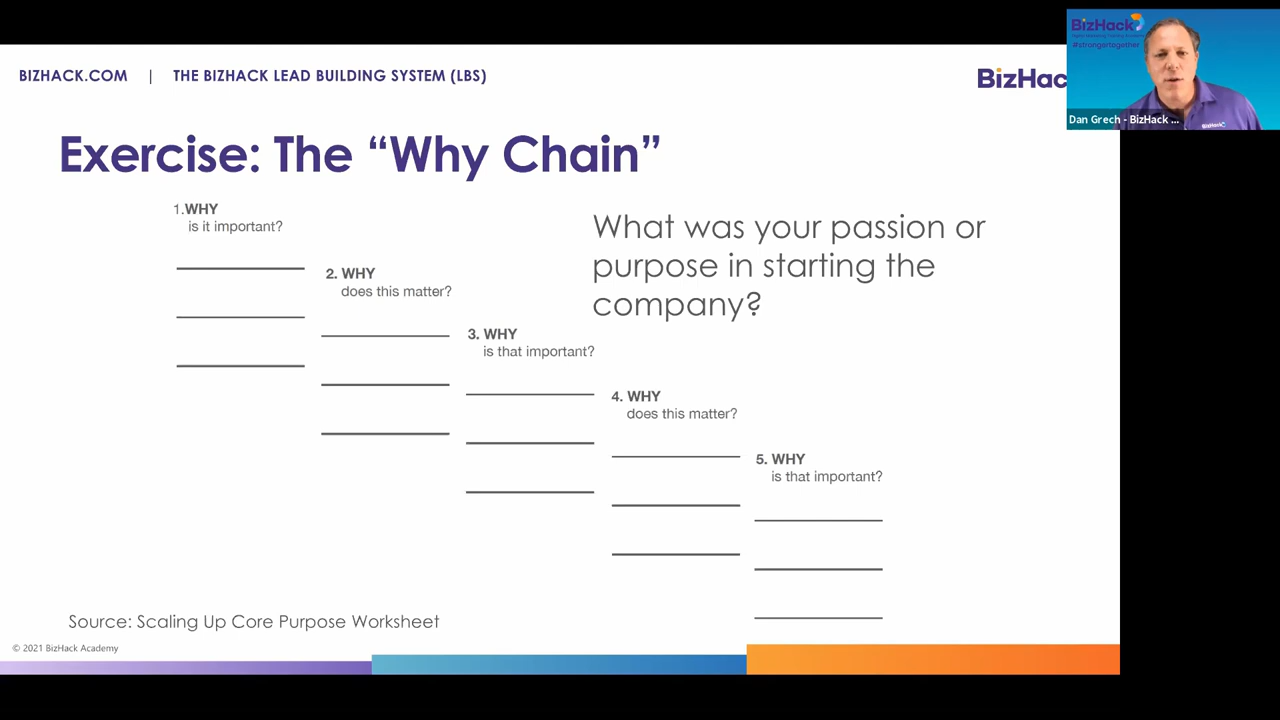 BIZHACK.COM | THE BIZHACK LEAD BUILDING SYSTEM (LBS)
BizHac
BizHack
#strongertogether
BizHack
Dan Grech - BizHack ...
Exercise: The “Why Chain”
1.WHY
is it important?
2. WHY
does this matter?
3. WHY
is that important?
4. WHY
does this matter?
5. WHY
is that important?
What was your passion or
purpose in starting the
company?
Source: Scaling Up Core Purpose Worksheet
© 2021 BizHack Academy